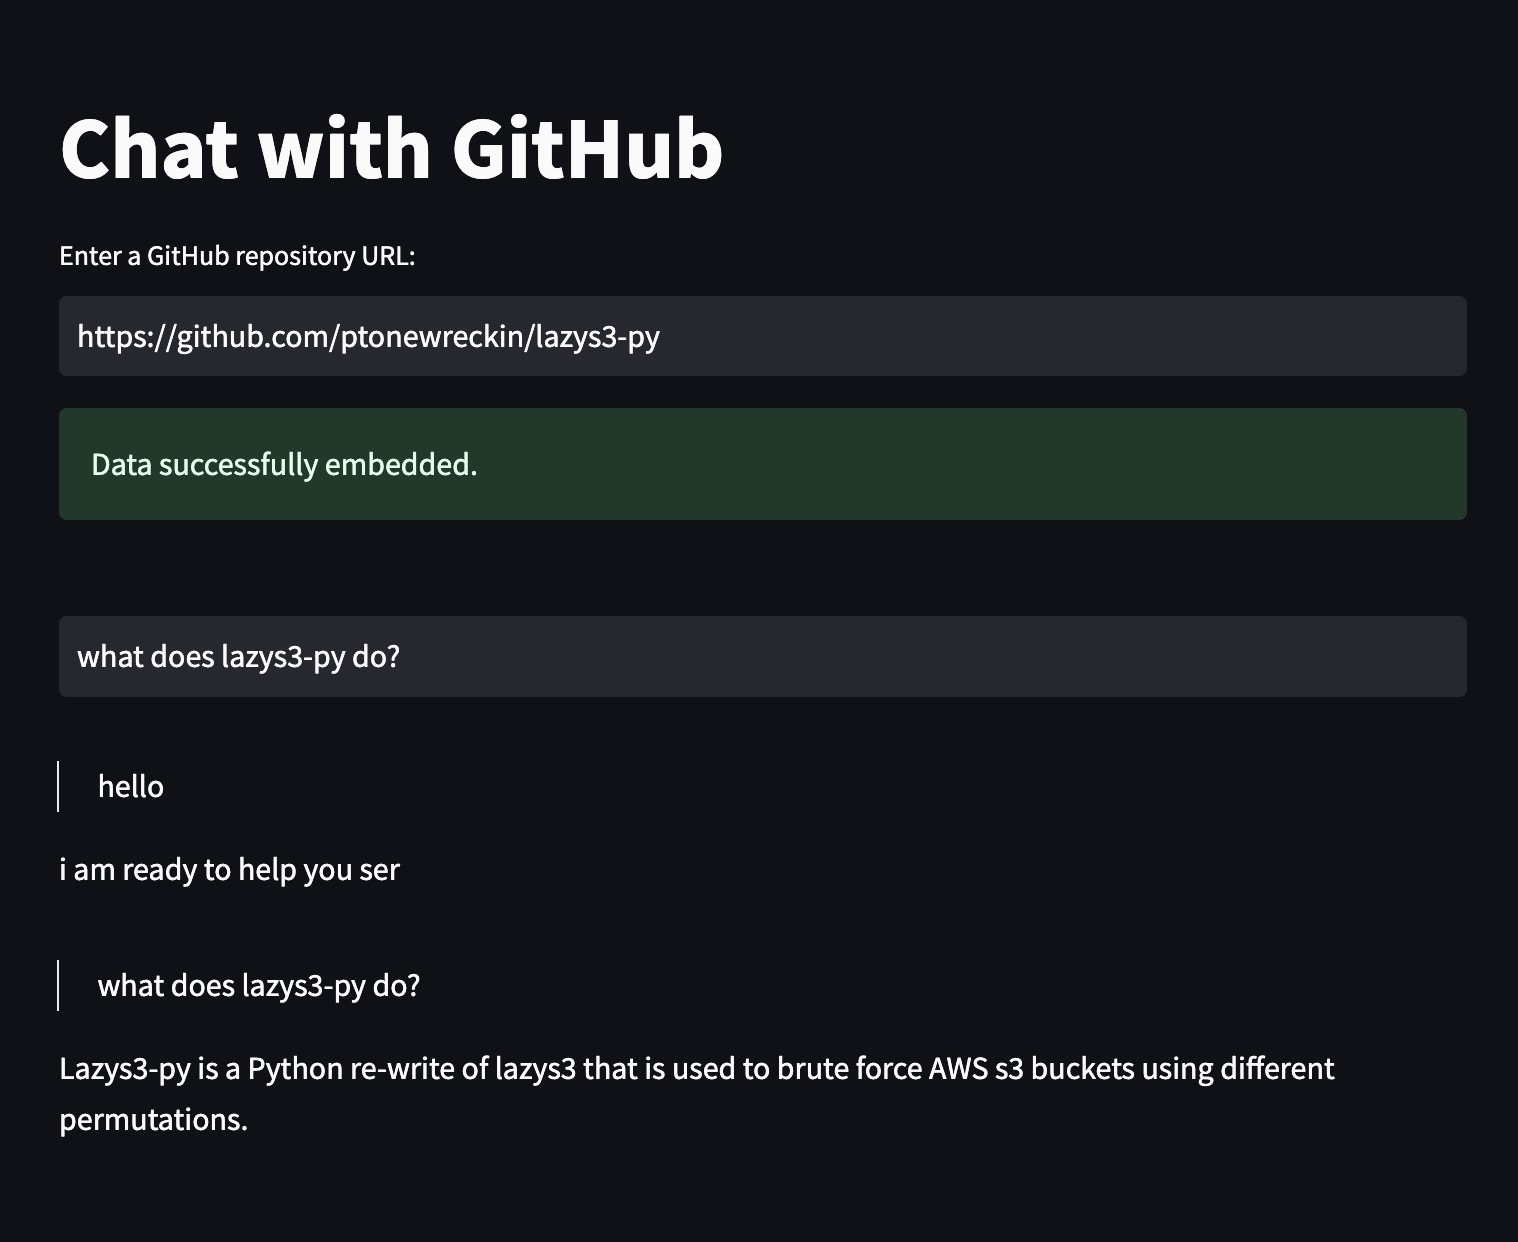 Chat with GitHub
Enter a GitHub repository URL:
https://github.com/ptonewreckin/lazys3-py
Data successfully embedded.
what does lazys3-py do?
hello
i am ready to help you ser
what does lazys3-py do?
Lazys3-py is a Python re-write of lazys3 that is used to brute force AWS s3 buckets using different
permutations.